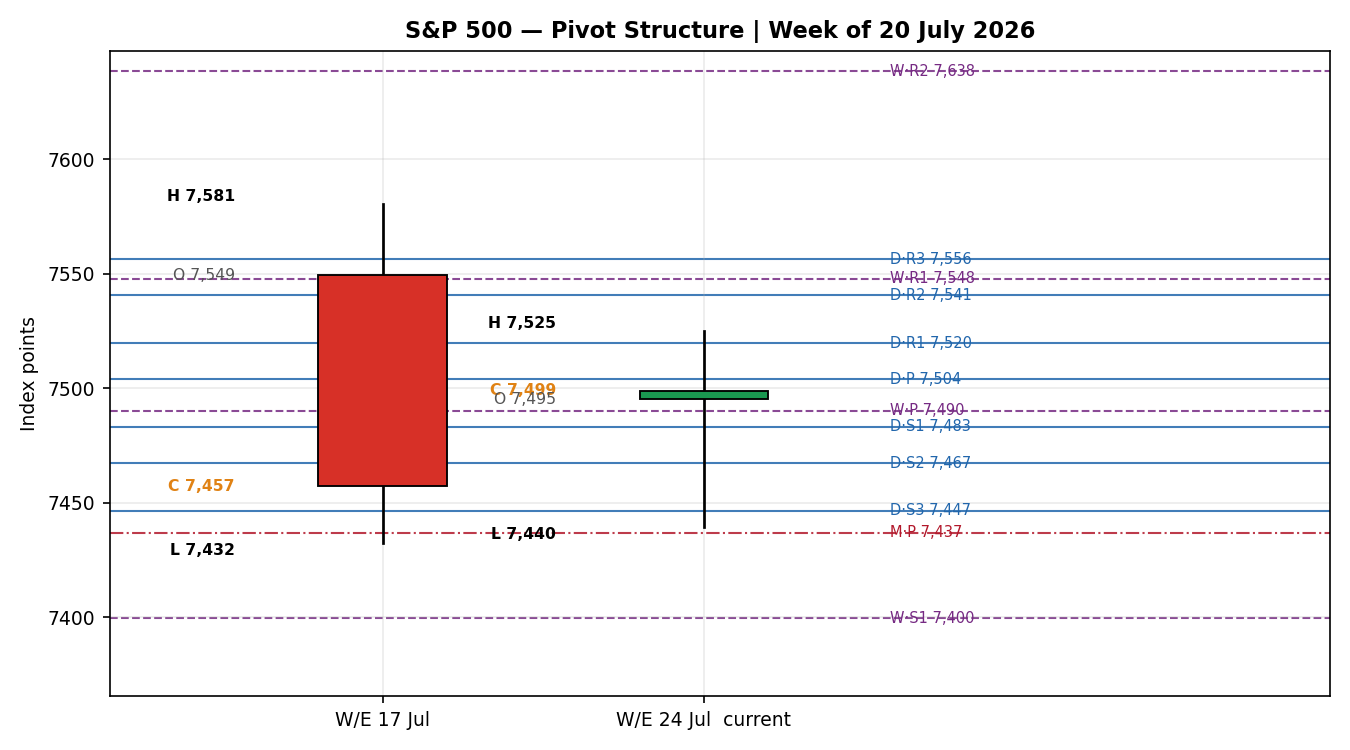 S&P 500 — Pivot Structure | Week of 20 July 2026
W·R2 7,638
7600
H 7,581
D·R3 7,556
7550
O 7,549
W·R1 7,548
D·R2 7,541
H 7,525
D·R1 7,520
D·P 7,504
7500
C 7,499
O 7,495
W·P 7,490
D·S1 7,483
Index points
D·S2 7,467
C 7,457
7450
D·S3 7,447
L 7,440
M·P 7,437
L 7,432
7400
W·S1 7,400
W/E 17 Jul
W/E 24 Jul  current